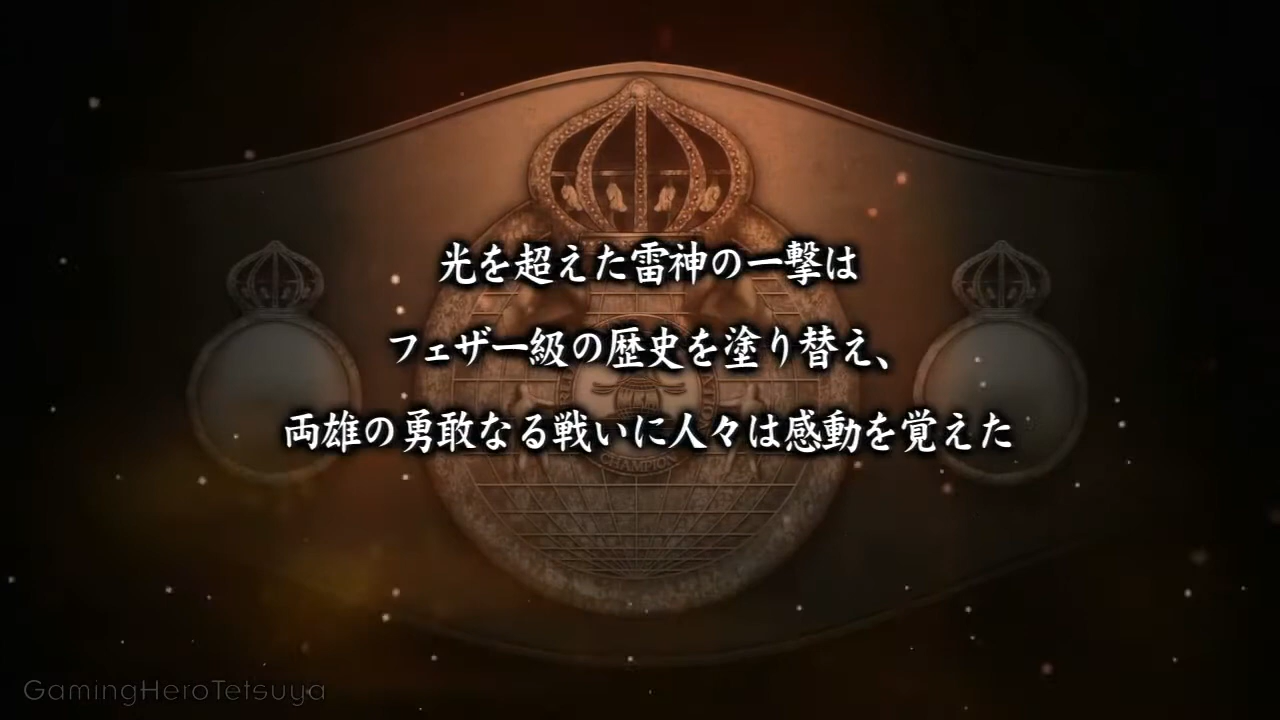 光を超えた雷神の一撃は
フェザー級の歴史を塗り替え、
両雄の勇敢なる戦いに人々は感動を覚えた
CHAMPION
GamingHeroTetsuya